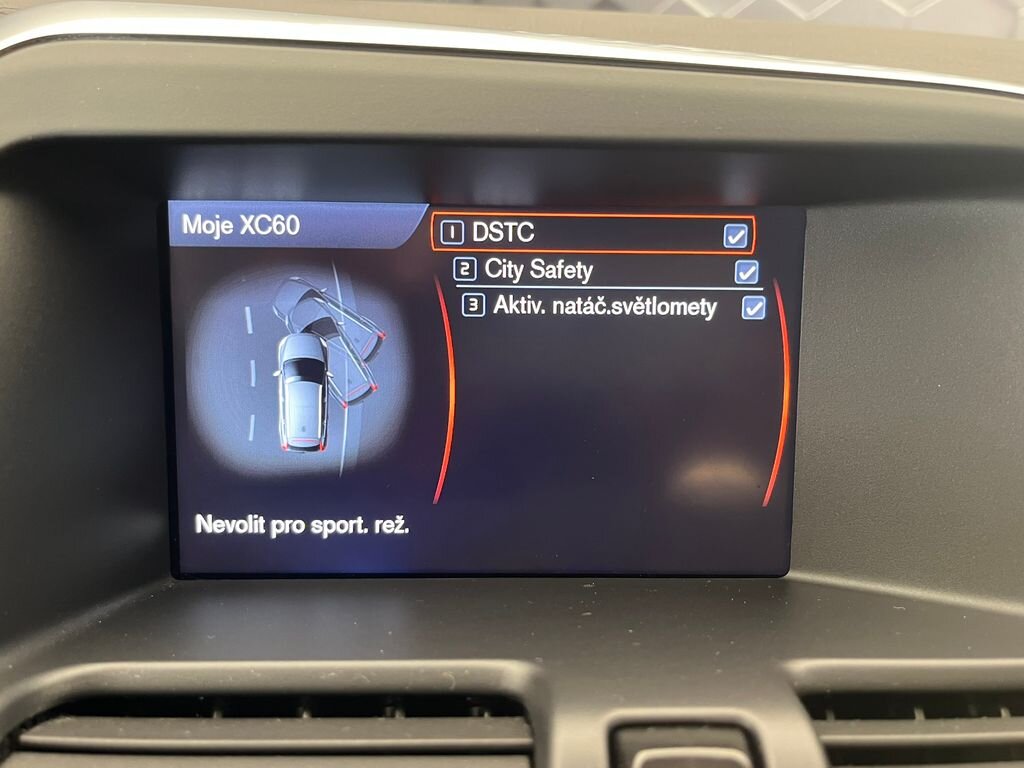 Moje XC60
1 DSTC
2 City Safety
3 Aktiv. natáč.světlomety
Nevolit pro sport. rež.